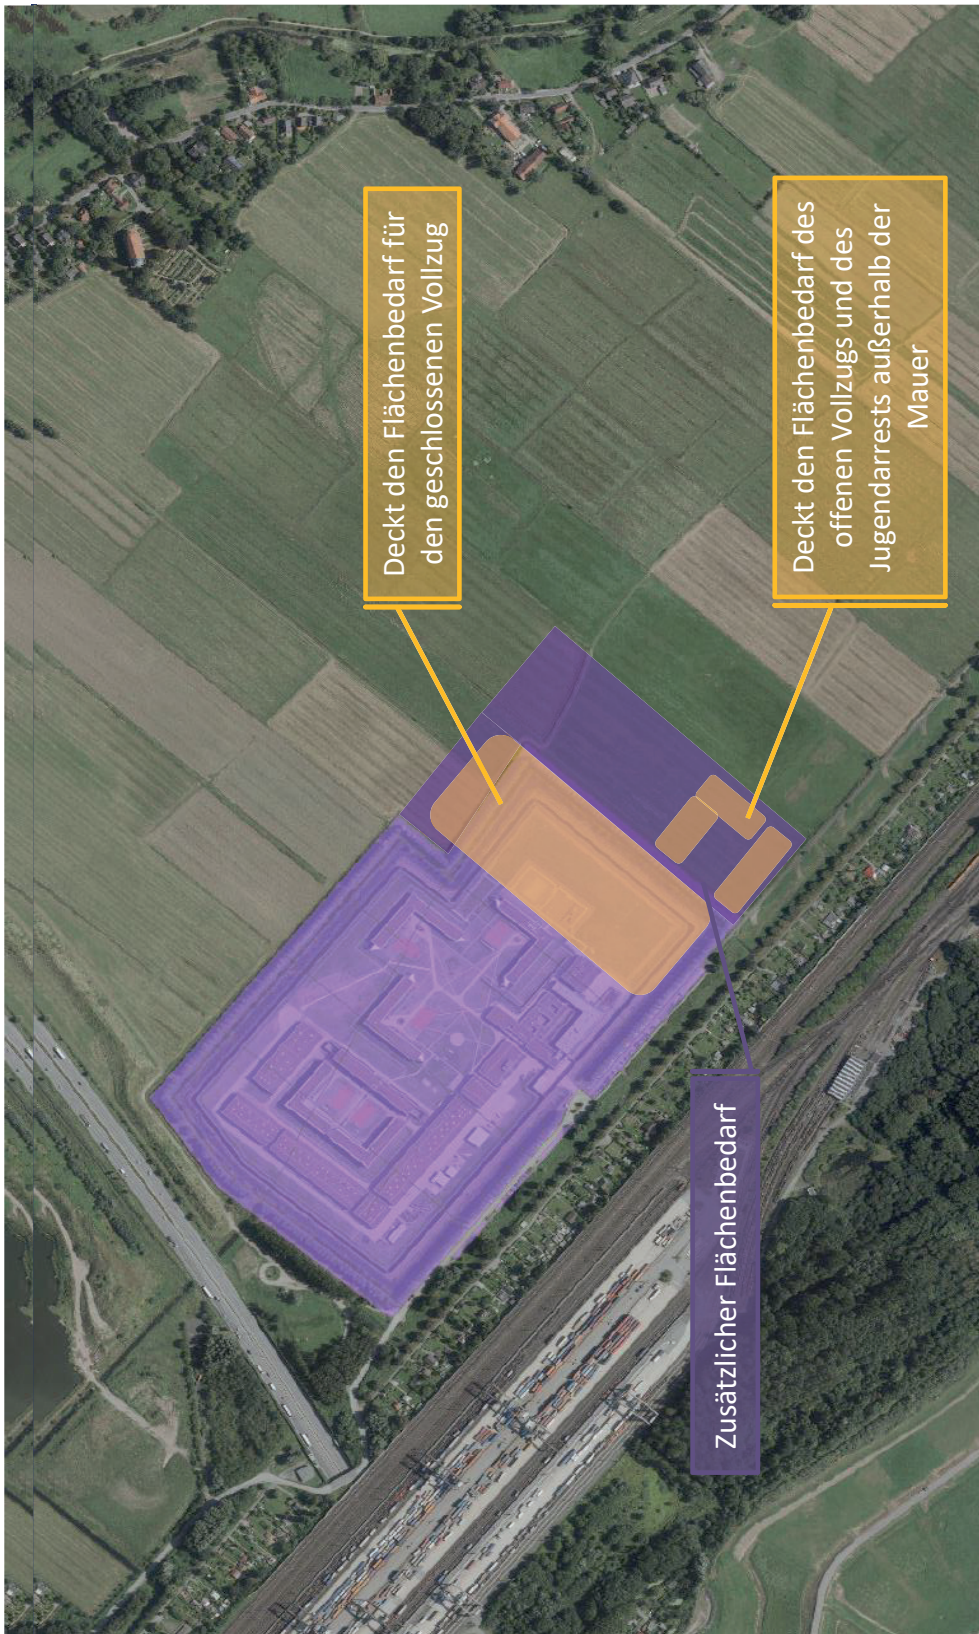 Deckt den Flächenbedarf für
den geschlossenen Vollzug
Deckt den Flächenbedarf des
offenen Vollzugs und des
Jugendarrests außerhalb der
Mauer
Zusätzlicher Flächenbedarf